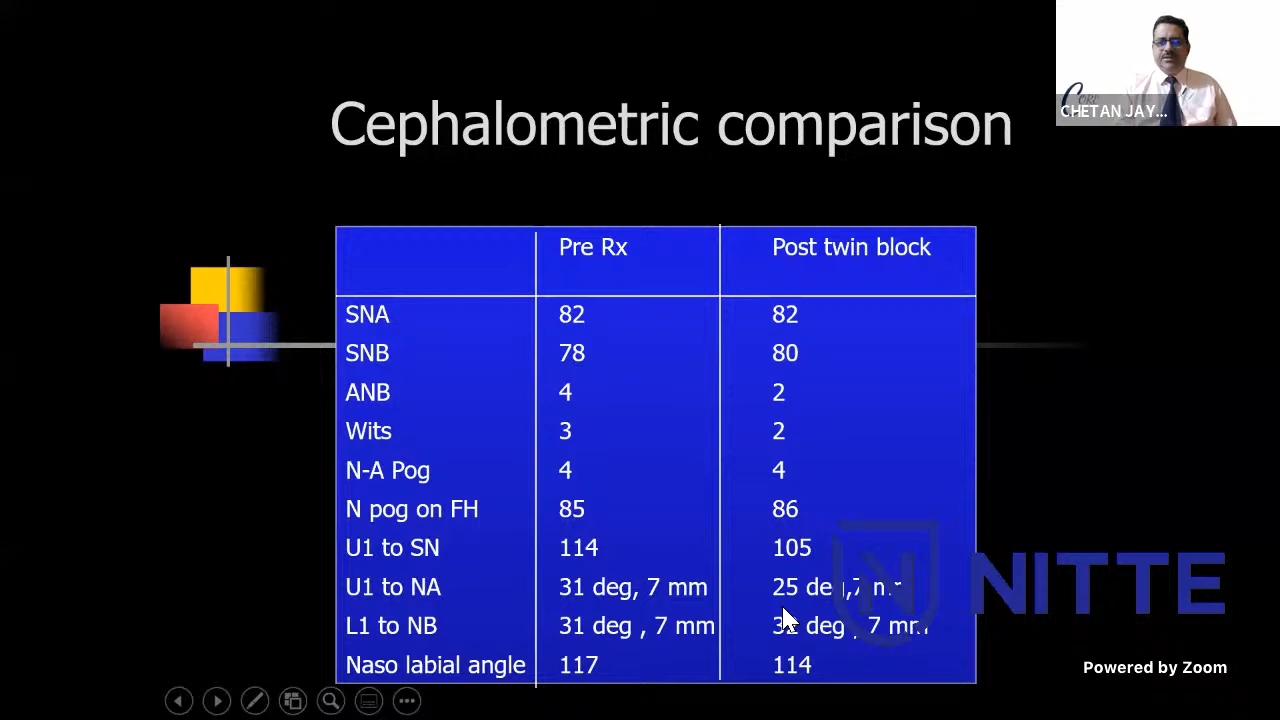 CHETAN JAY...
Cephalometric comparison
Pre Rx Post twin block
SNA 82 82
SNB 78 80
ANB 4 2
Wits 3 2
N-A Pog 4 4
N pog on FH 85 86
U1 to SN 114 105
U1 to NA 31 deg, 7 mm 25 deg,7 mm
L1 to NB 31 deg , 7 mm deg , 7 mm
Naso labial angle 117 114
NITTE
Powered by Zoom